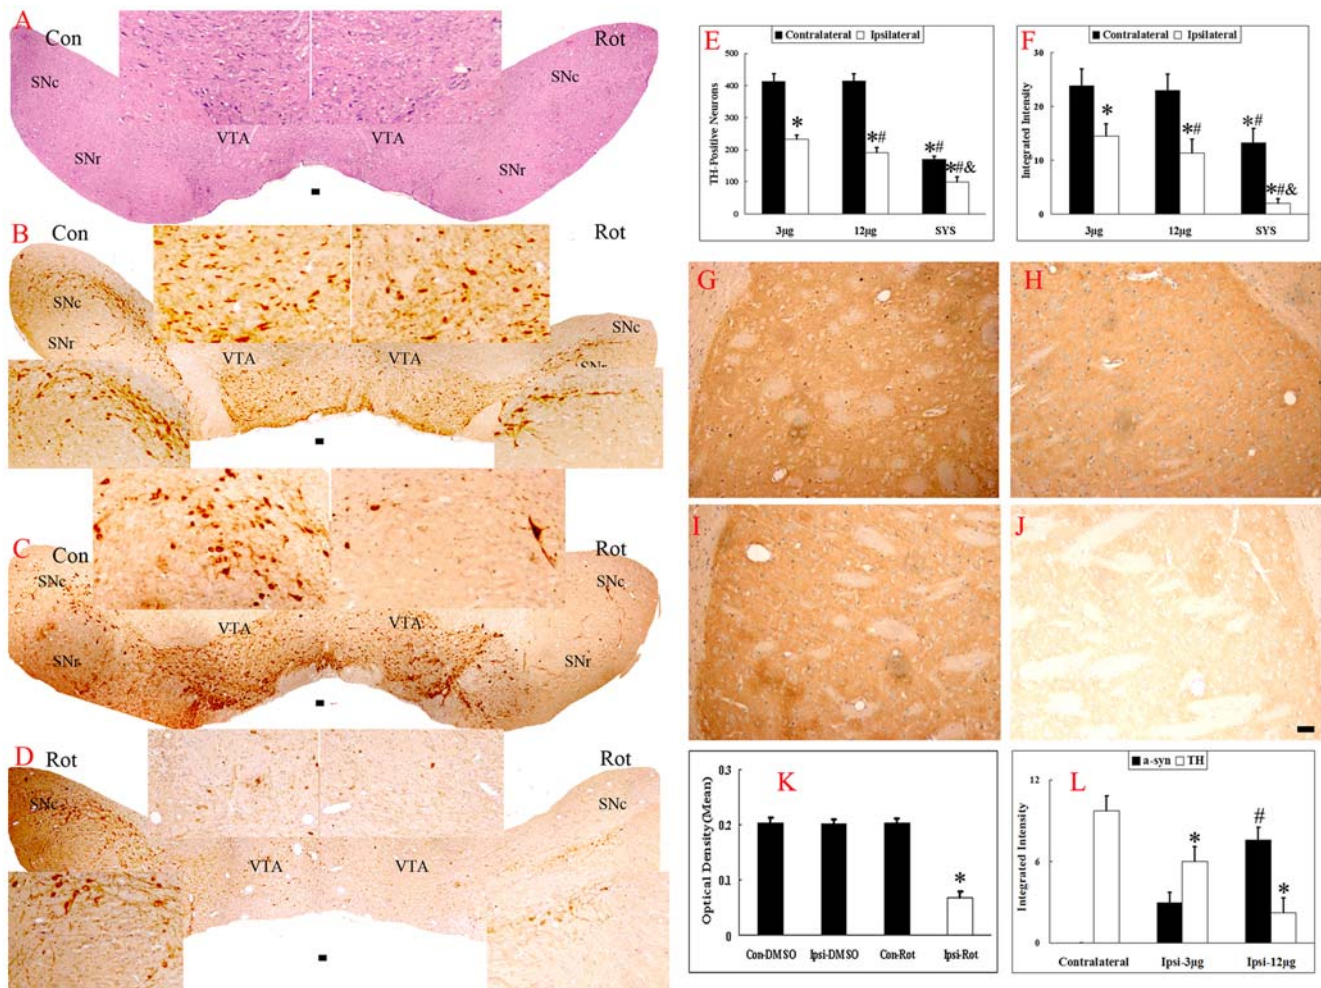 A
Con
Rot
SNc
SNc
VTA
VTA
SNr
SNr
B
Con
Rot
SNc
SNc
SNr
VTA
VTA
SNr
C
Con
Rot
SNc
SNc
VTA
VTA
SNr
SNr
D
Rot
Rot
SNc
SNc
VTA
VTA
E
Contralateral Ipsilateral
TH-Positive Neurons
500
400
300
200
100
0
*
*#
*#
*#&
3µg 12µg SYS
F
Contralateral Ipsilateral
Integrated Intensity
30
20
10
0
*
*#
*#
*#&
3µg 12µg SYS
G
H
I
J
K
Optical Density (Mean)
0.3
0.2
0.1
0
*
Con-DMSO Ipsi-DMSO Con-Rot Ipsi-Rot
L
a-syn TH
Integrated Intensity
12
6
0
*
#
*
Contralateral Ipsi-3µg Ipsi-12µg